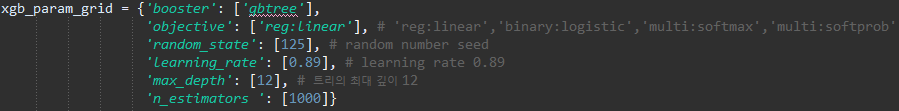 xgb_param_grid = {'booster': ['gbtree'],
'objective': ['reg:linear'], # 'reg:linear','binary:logistic','multi:softmax','multi:softprob'
'random_state': [125], # random number seed
'learning_rate': [0.89], # learning rate 0.89
'max_depth': [12], # 트리의 최대 깊이 12
'n_estimators ': [1000]}